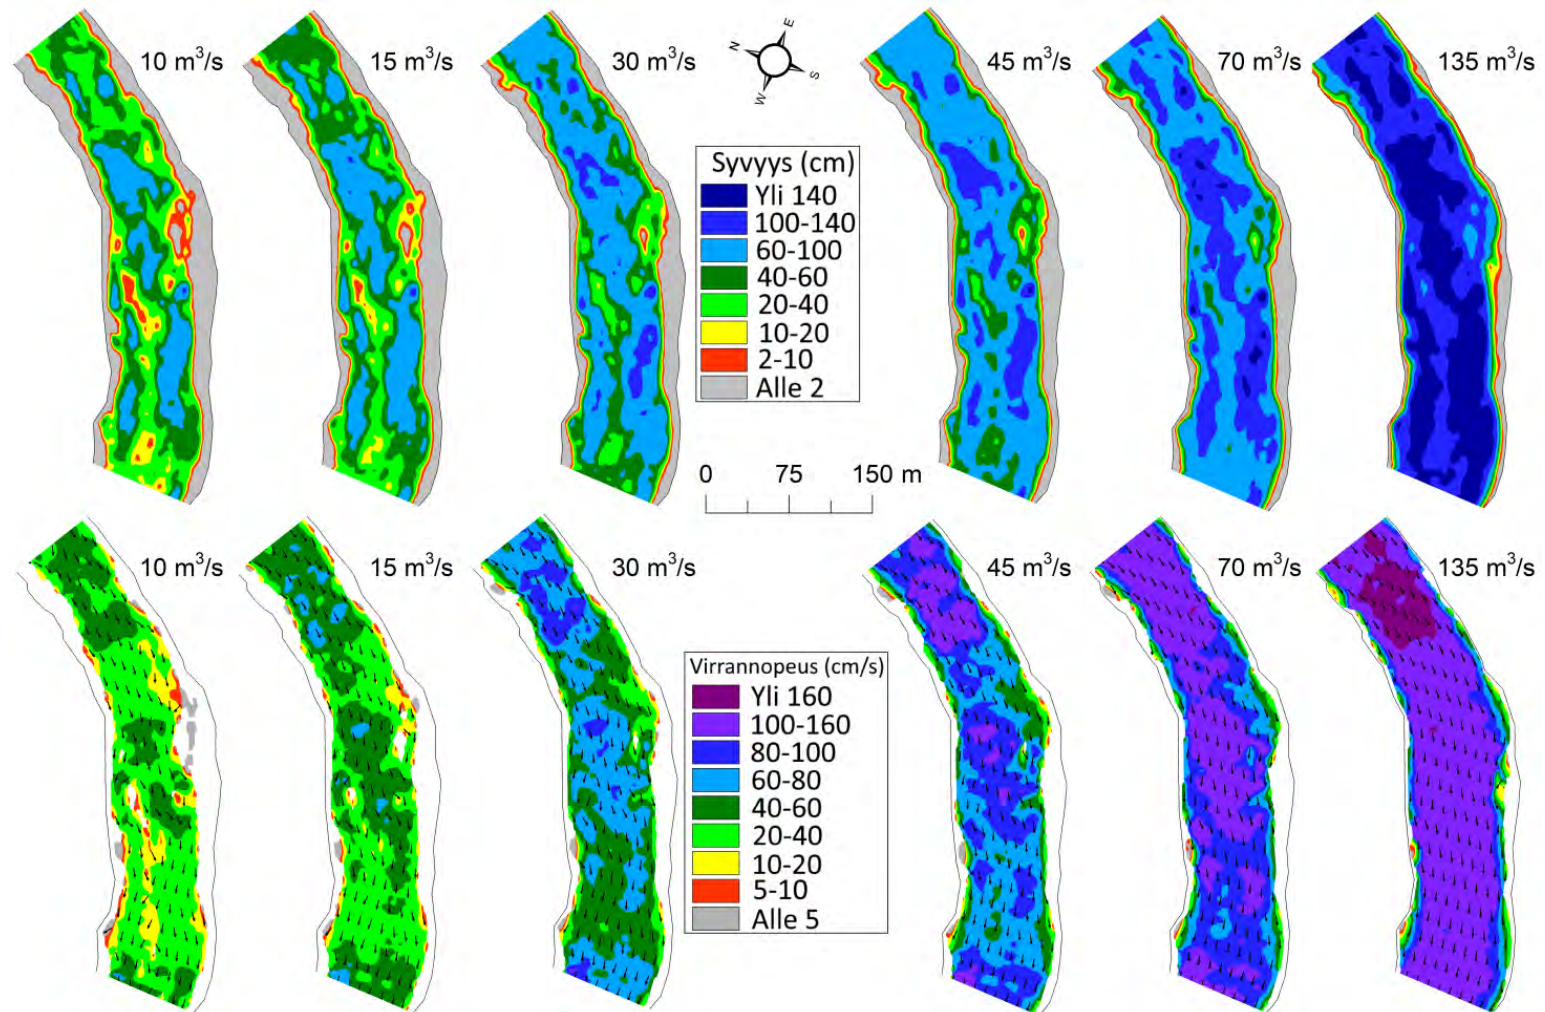 10 m³/s
15 m³/s
30 m³/s
N
E
S
W
45 m³/s
70 m³/s
135 m³/s
Syvyys (cm)
Yli 140
100-140
60-100
40-60
20-40
10-20
2-10
Alle 2
0 75 150 m
10 m³/s
15 m³/s
30 m³/s
45 m³/s
70 m³/s
135 m³/s
Virrannopeus (cm/s)
Yli 160
100-160
80-100
60-80
40-60
20-40
10-20
5-10
Alle 5